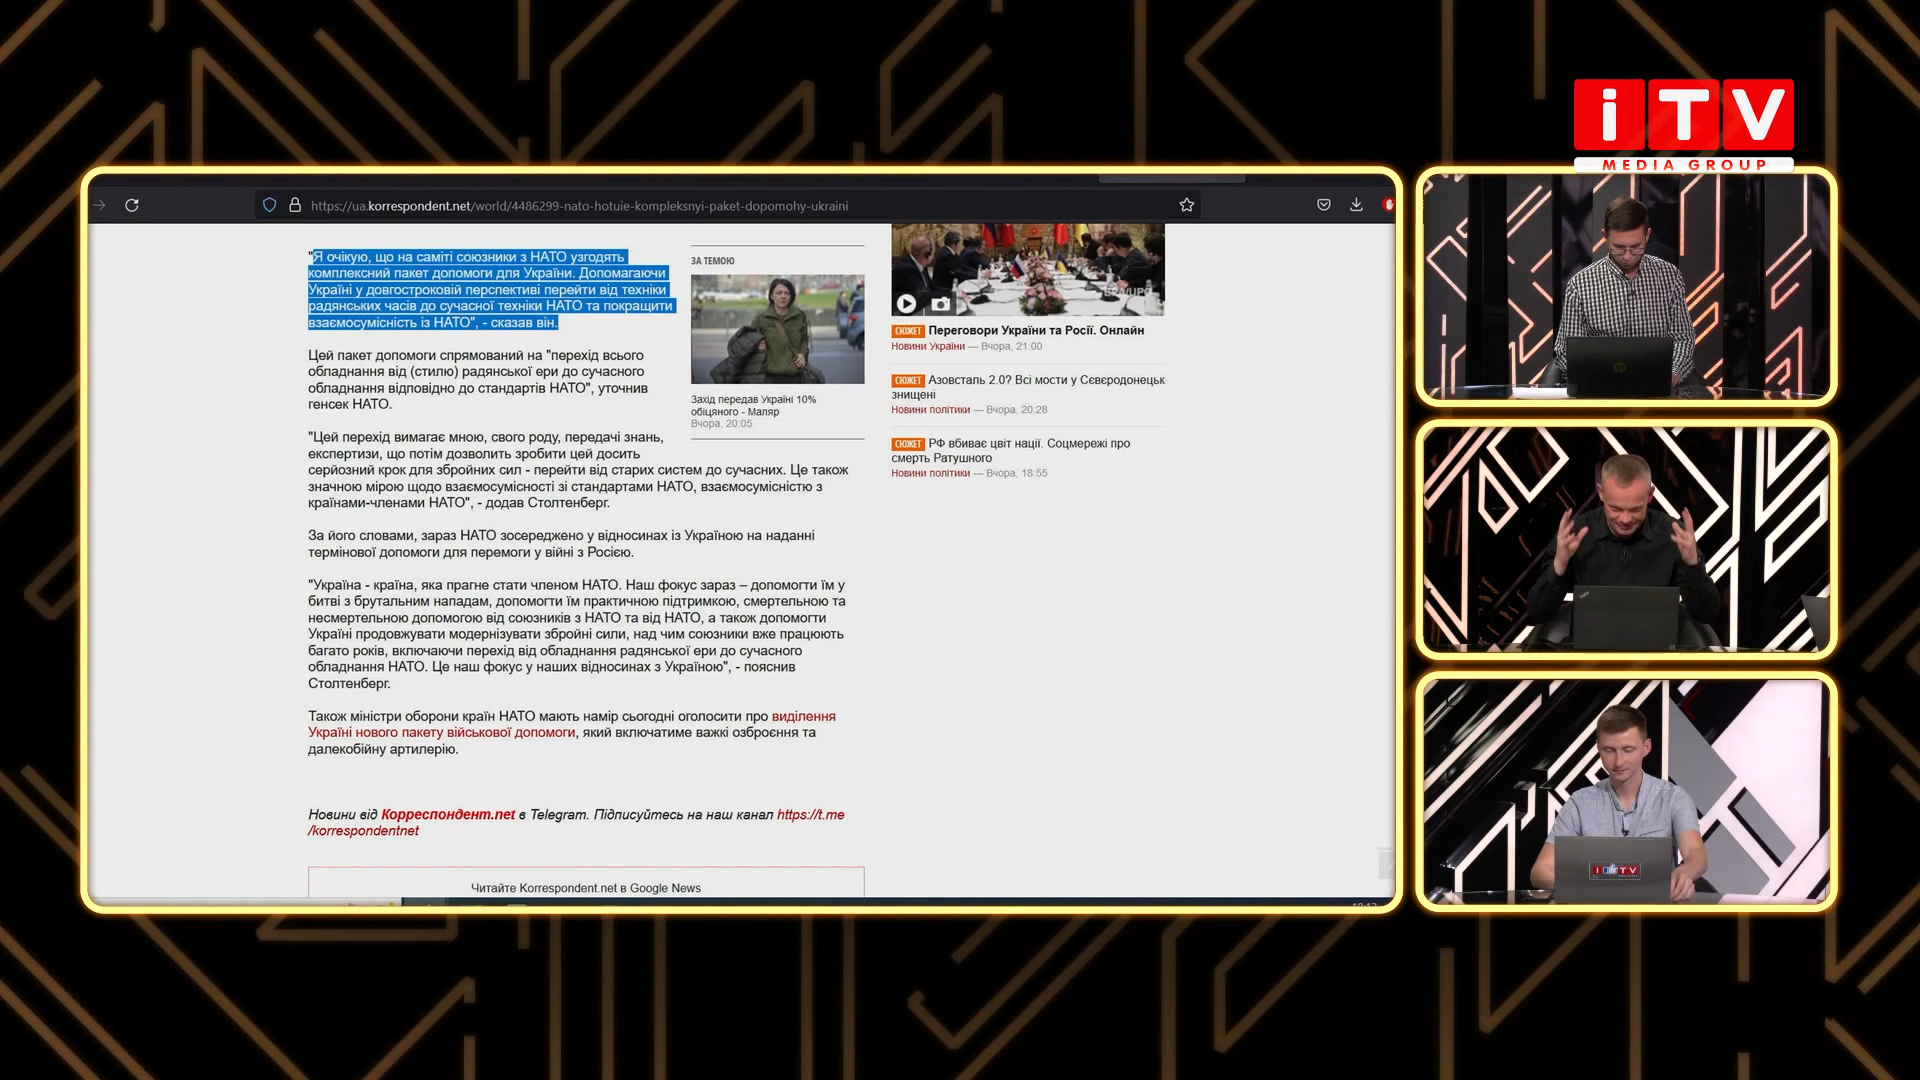 iTV
MEDIA GROUP
https://ua.korrespondent.net/world/4486299-nato-hotuie-kompleksnyi-paket-dopomohy-ukraini
"Я очікую, що на саміті союзники з НАТО узгодять
комплексний пакет допомоги для України. Допомагаючи
Україні у довгостроковій перспективі перейти від техніки
радянських часів до сучасної техніки НАТО та покращити
взаємосумісність із НАТО", - сказав він.
Цей пакет допомоги спрямований на "перехід всього
обладнання від (стилю) радянської ери до сучасного
обладнання відповідно до стандартів НАТО", уточнив
генсек НАТО.
"Цей перехід вимагає мною, свого роду, передачі знань,
експертизи, що потім дозволить зробити цей досить
серйозний крок для збройних сил - перейти від старих систем до сучасних. Це також
значною мірою щодо взаємосумісності зі стандартами НАТО, взаємосумісністю з
країнами-членами НАТО", - додав Столтенберг.
За його словами, зараз НАТО зосереджено у відносинах із Україною на наданні
термінової допомоги для перемоги у війні з Росією.
"Україна - країна, яка прагне стати членом НАТО. Наш фокус зараз – допомогти їм у
битві з брутальним нападам, допомогти їм практичною підтримкою, смертельною та
несмертельною допомогою від союзників з НАТО та від НАТО, а також допомогти
Україні продовжувати модернізувати збройні сили, над чим союзники вже працюють
багато років, включаючи перехід від обладнання радянської ери до сучасного
обладнання НАТО. Це наш фокус у наших відносинах з Україною", - пояснив
Столтенберг.
Також міністри оборони країн НАТО мають намір сьогодні оголосити про виділення
Україні нового пакету військової допомоги, який включатиме важкі озброєння та
далекобійну артилерію.
Новини від Корреспондент.net в Telegram. Підписуйтесь на наш канал https://t.me
/korrespondentnet
Читайте Korrespondent.net в Google News
ЗА ТЕМОЮ
Захід передав Україні 10%
обіцяного - Маляр
Вчора, 20:05
СЮЖЕТ Переговори України та Росії. Онлайн
Новини України — Вчора, 21:00
СЮЖЕТ Азовсталь 2.0? Всі мости у Сєвєродонецьк
знищені
Новини політики — Вчора, 20:28
СЮЖЕТ РФ вбиває цвіт нації. Соцмережі про
смерть Ратушного
Новини політики — Вчора, 18:55